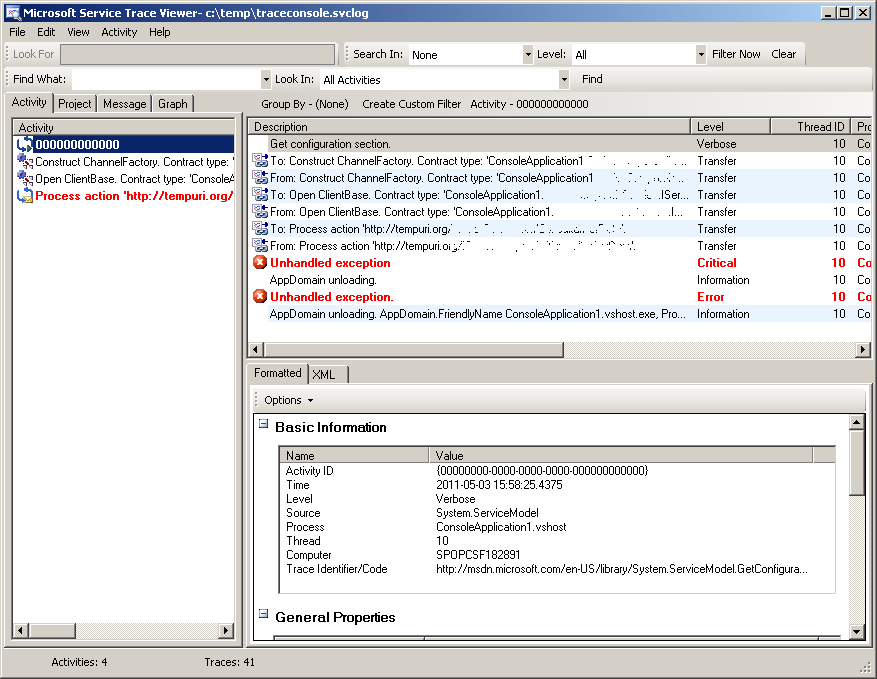 Microsoft Service Trace Viewer- c:\temp\traceconsole.svclog
File Edit View Activity Help
Look For Search In: None Level: All Filter Now Clear
Find What: Look In: All Activities Find
Activity Project Message Graph
Group By - (None) Create Custom Filter Activity - 000000000000
Activity
000000000000
Construct ChannelFactory. Contract type: '
Open ClientBase. Contract type: 'ConsoleA
Process action 'http://tempuri.org/
Description Level Thread ID Pro
Get configuration section. Verbose 10 Co
To: Construct ChannelFactory. Contract type: 'ConsoleApplication1 Transfer 10 Co
From: Construct ChannelFactory. Contract type: 'ConsoleApplication1 Transfer 10 Co
To: Open ClientBase. Contract type: 'ConsoleApplication1. .ISer... Transfer 10 Co
From: Open ClientBase. Contract type: 'ConsoleApplication1. .I... Transfer 10 Co
To: Process action 'http://tempuri.org/ Transfer 10 Co
From: Process action 'http://tempuri.org/ Transfer 10 Co
Unhandled exception Critical 10 Co
AppDomain unloading. Information 10 Co
Unhandled exception. Error 10 Co
AppDomain unloading. AppDomain.FriendlyName ConsoleApplication1.vshost.exe, Pro... Information 10 Co
Formatted XML
Options
Basic Information
Name Value
Activity ID {00000000-0000-0000-0000-000000000000}
Time 2011-05-03 15:58:25.4375
Level Verbose
Source System.ServiceModel
Process ConsoleApplication1.vshost
Thread 10
Computer SPOPCSF182891
Trace Identifier/Code http://msdn.microsoft.com/en-US/library/System.ServiceModel.GetConfigura...
General Properties
Activities: 4 Traces: 41